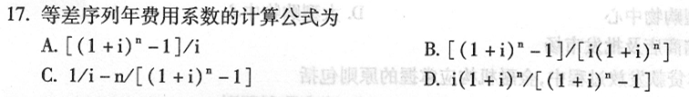 17. 等差序列年费用系数的计算公式为
A. [(1+i)ⁿ-1]/i B. [(1+i)ⁿ-1]/[i(1+i)ⁿ]
C. 1/i-n/[(1+i)ⁿ-1] D. i(1+i)ⁿ/[(1+i)ⁿ-1]